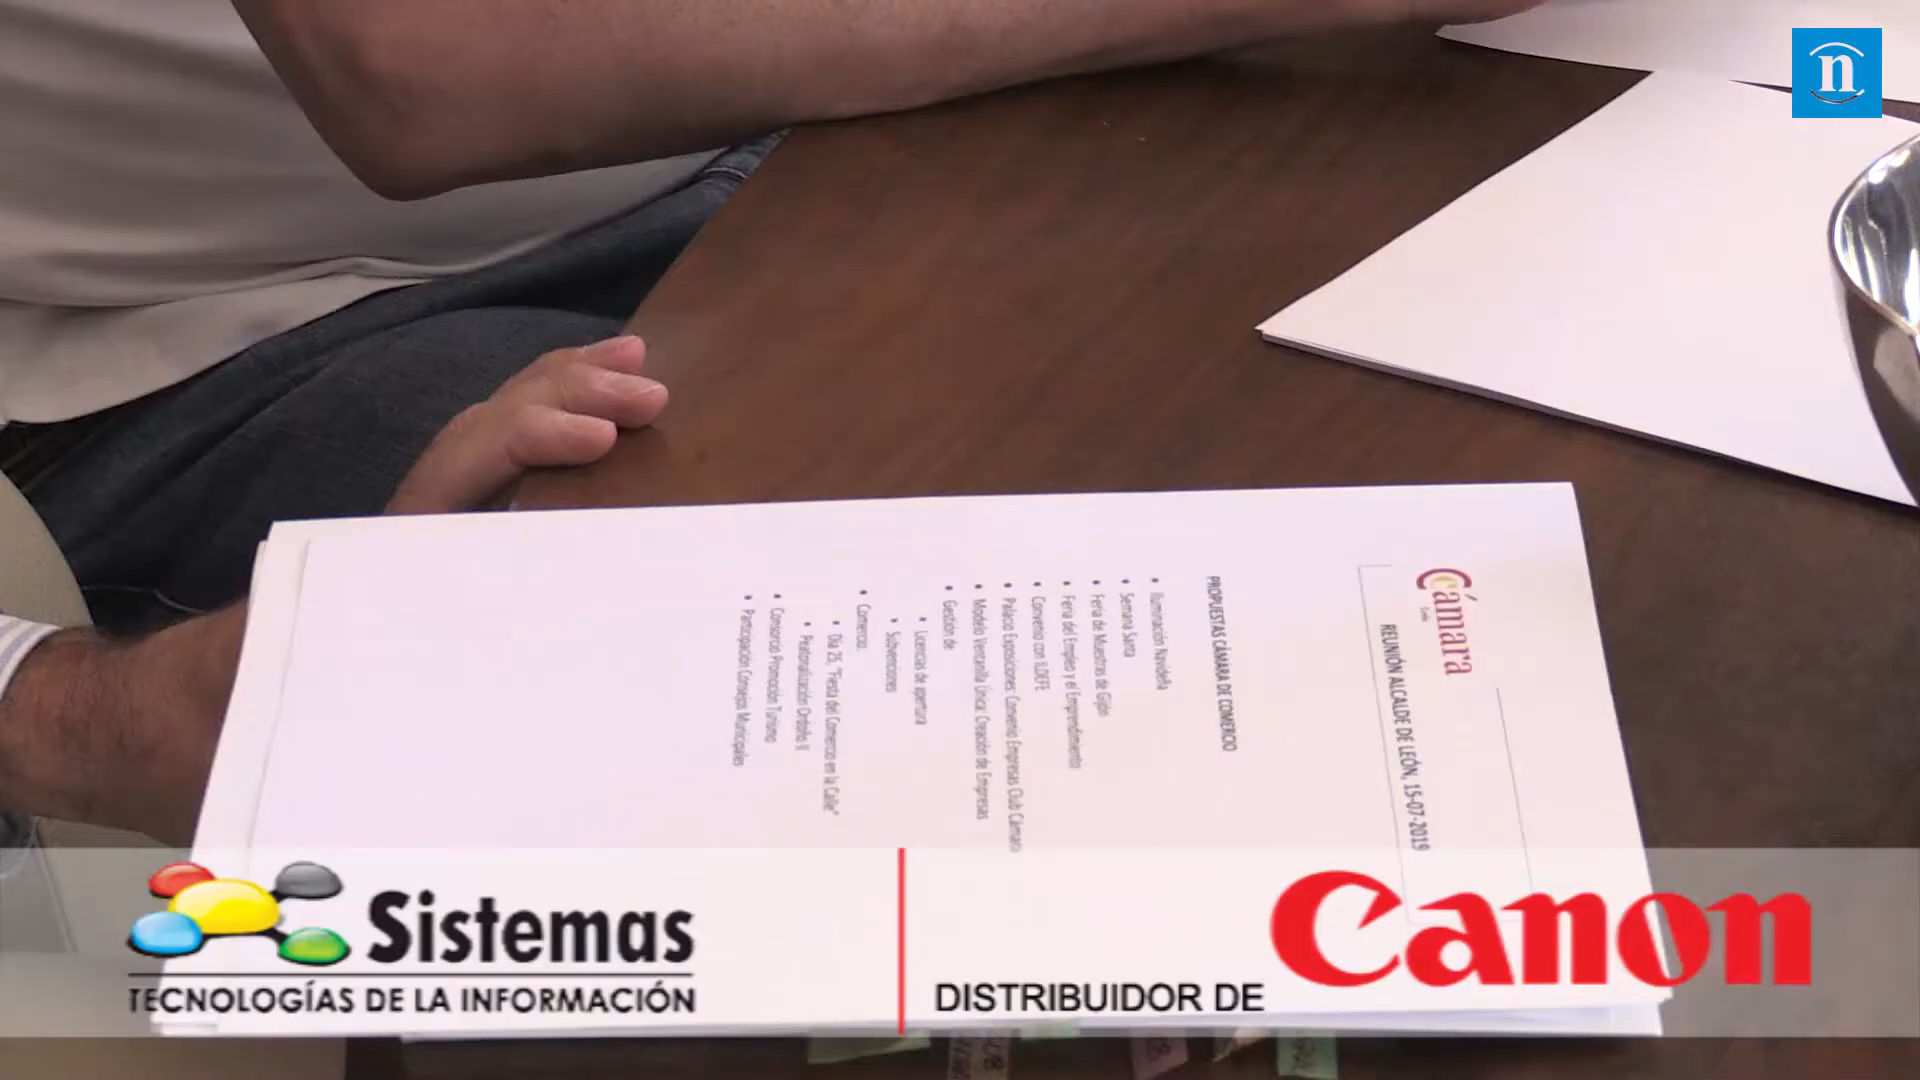 n
Cámara
León
REUNIÓN ALCALDE DE LEÓN, 15-07-2019
PROPUESTAS CÁMARA DE COMERCIO
• Iluminación Navideña
• Semana Santa
• Feria de Muestras de Gijón
• Feria del Empleo y el Emprendimiento
• Convenio con ILDEFE
• Palacio Exposiciones: Convenio Empresas Club Cámara
• Modelo Ventanilla Única: Creación de Empresas
• Gestión de
• Licencias de apertura
• Subvenciones
• Comercio:
• Día 25, "Fiesta del Comercio en la Calle"
• Peatonalización Ordoño II
• Consorcio Promoción Turismo
• Participación Consejos Municipales
Sistemas
TECNOLOGÍAS DE LA INFORMACIÓN
DISTRIBUIDOR DE
Canon